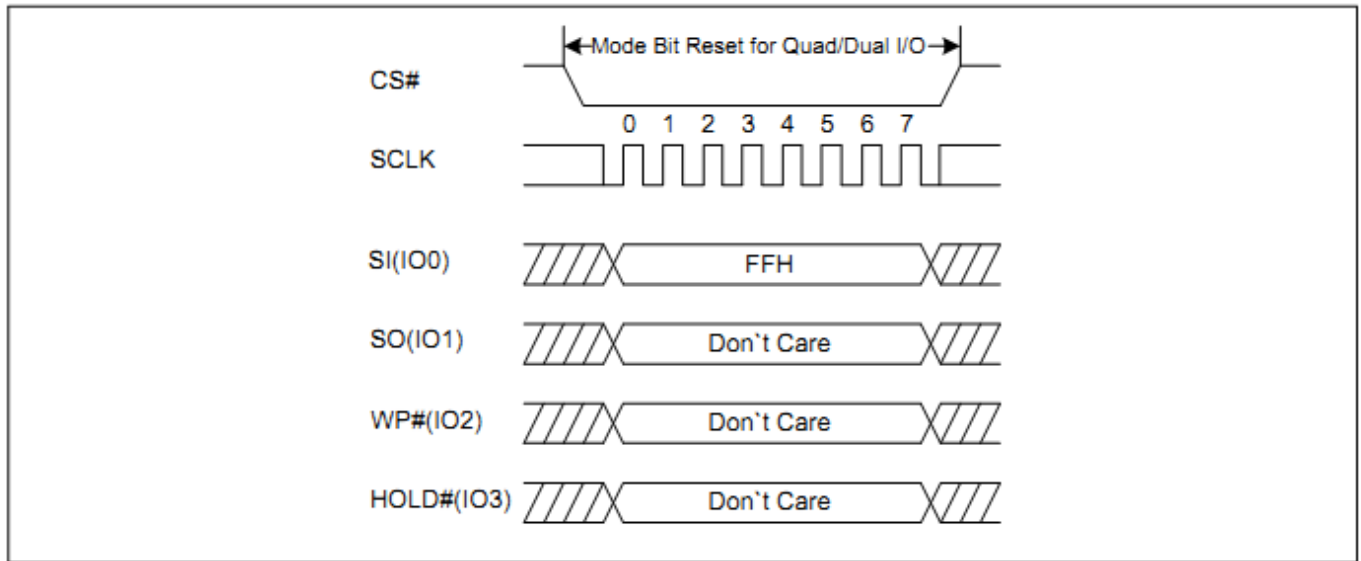 Mode Bit Reset for Quad/Dual I/O
CS#
0 1 2 3 4 5 6 7
SCLK
SI(IO0) FFH
SO(IO1) Don`t Care
WP#(IO2) Don`t Care
HOLD#(IO3) Don`t Care